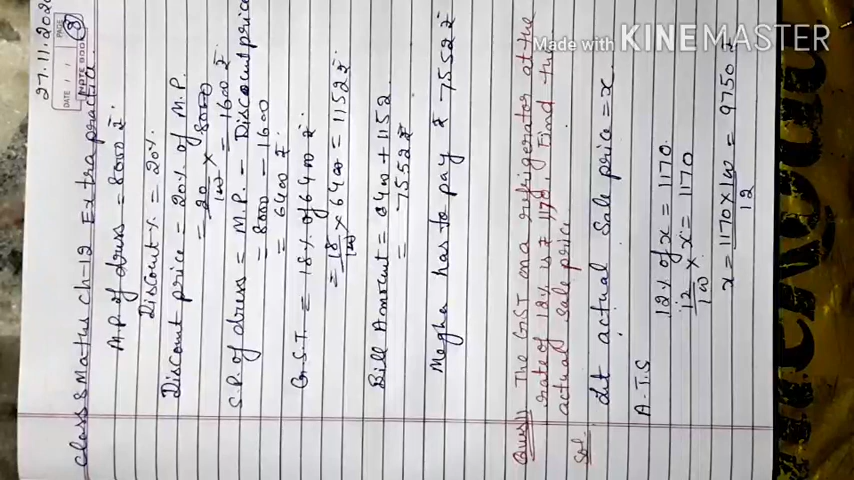 27.11.202
DATE
PAGE
Class 8 Maths Ch-12 Extra practice.
M.P. of dress = 8000 ₹.
Discount % = 20%.
Discount price = 20% of M.P.
= 20/100 × 8000 = 1600 ₹.
S.P. of dress = M.P. - Discount price
= 8000 - 1600
= 6400 ₹.
G.S.T. = 18% of 6400 ₹.
= 18/100 × 6400 = 1152 ₹.
Bill Amount = 6400 + 1152
= 7552 ₹
Megha has to pay ₹ 7552 ₹
Ques)) The GST on a refrigerator at the
rate of 12% is ₹ 1170. Find the
actual sale price.
Sol. Let actual sale price = x.
A.T.S
12% of x = 1170.
12/100 × x = 1170
x = 1170 × 100/12 = 9750 ₹
Made with KINEMASTER